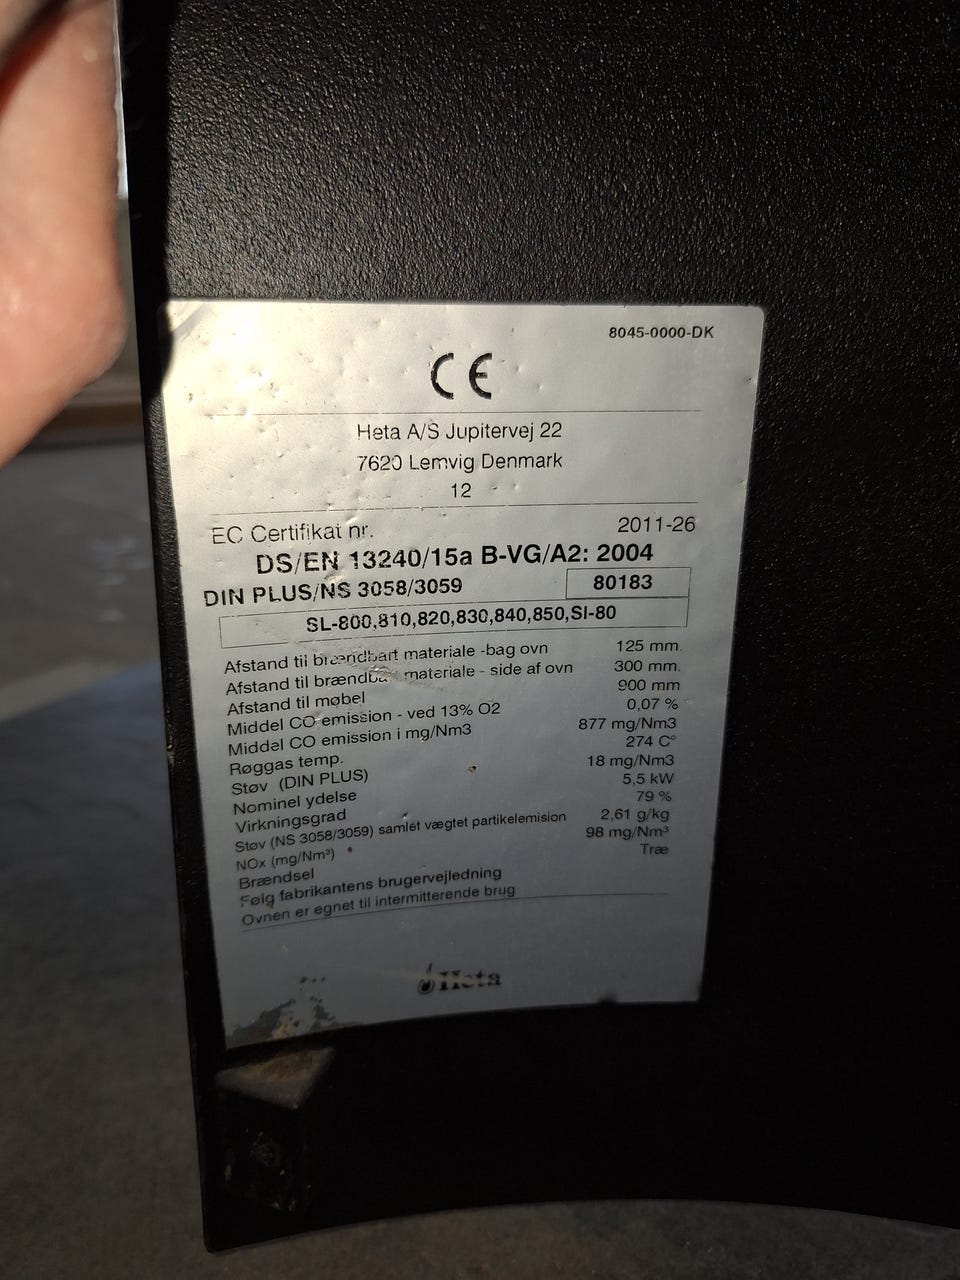 8045-0000-DK
CE
Heta A/S Jupitervej 22
7620 Lemvig Denmark
12
EC Certifikat nr. 2011-26
DS/EN 13240/15a B-VG/A2: 2004
DIN PLUS/NS 3058/3059 80183
SL-800,810,820,830,840,850,SI-80
Afstand til brændbart materiale -bag ovn 125 mm.
Afstand til brændbart materiale - side af ovn 300 mm.
Afstand til møbel 900 mm
Middel CO emission - ved 13% O2 0,07 %
Middel CO emission i mg/Nm3 877 mg/Nm3
Røggas temp. 274 C°
Støv (DIN PLUS) 18 mg/Nm3
Nominel ydelse 5,5 kW
Virkningsgrad 79 %
Støv (NS 3058/3059) samlet vægtet partikelemision 2,61 g/kg
NOx (mg/Nm³) 98 mg/Nm³
Brændsel Træ
Følg fabrikantens brugervejledning
Ovnen er egnet til intermitterende brug
Heta